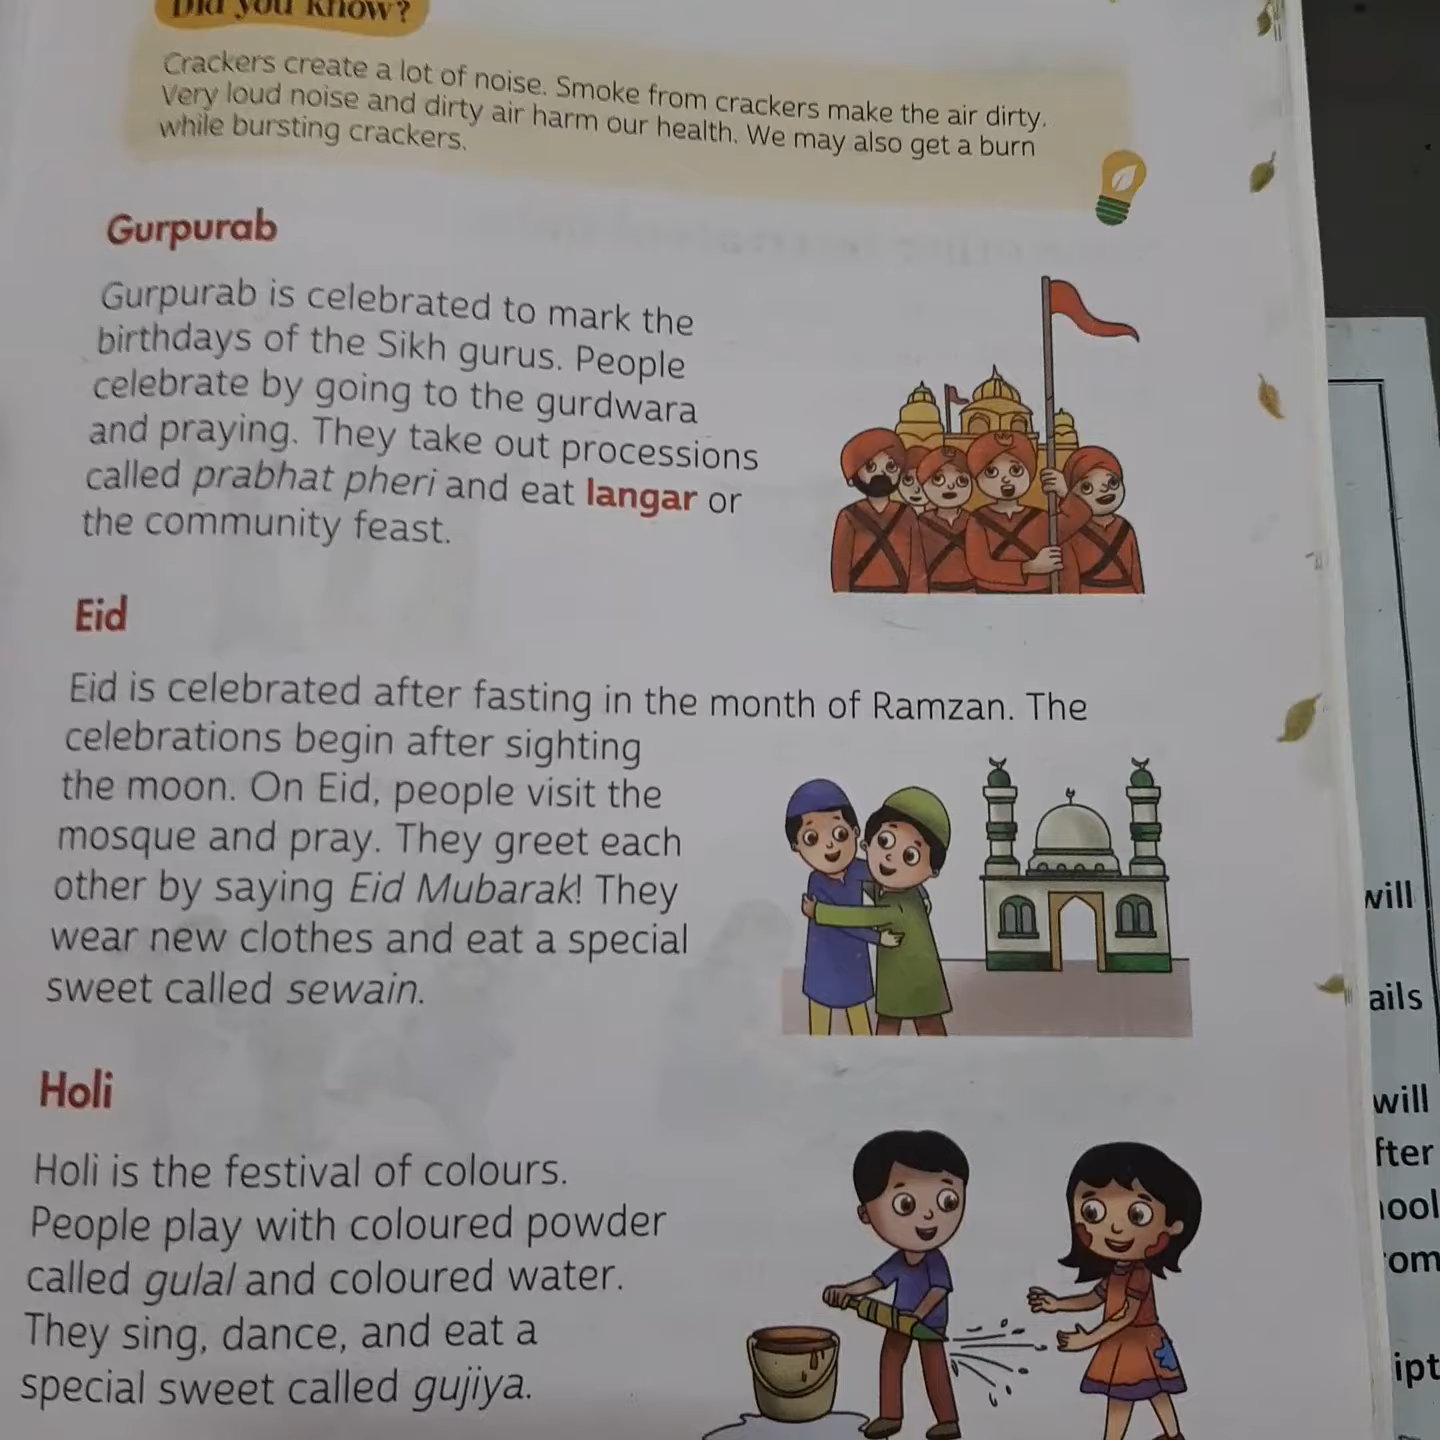 Did you know?
Crackers create a lot of noise. Smoke from crackers make the air dirty.
Very loud noise and dirty air harm our health. We may also get a burn
while bursting crackers.
Gurpurab
Gurpurab is celebrated to mark the
birthdays of the Sikh gurus. People
celebrate by going to the gurdwara
and praying. They take out processions
called prabhat pheri and eat langar or
the community feast.
Eid
Eid is celebrated after fasting in the month of Ramzan. The
celebrations begin after sighting
the moon. On Eid, people visit the
mosque and pray. They greet each
other by saying Eid Mubarak! They
wear new clothes and eat a special
sweet called sewain.
Holi
Holi is the festival of colours.
People play with coloured powder
called gulal and coloured water.
They sing, dance, and eat a
special sweet called gujiya.
will
ails
will
fter
ool
om
ipt